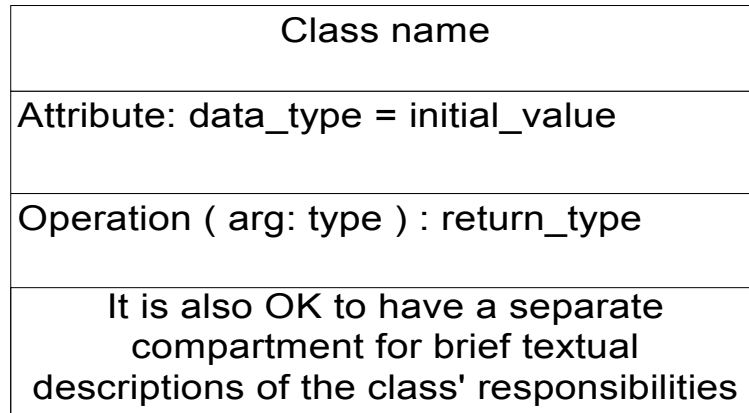 Class name
Attribute: data_type = initial_value
Operation ( arg: type ) : return_type
It is also OK to have a separate
compartment for brief textual
descriptions of the class' responsibilities